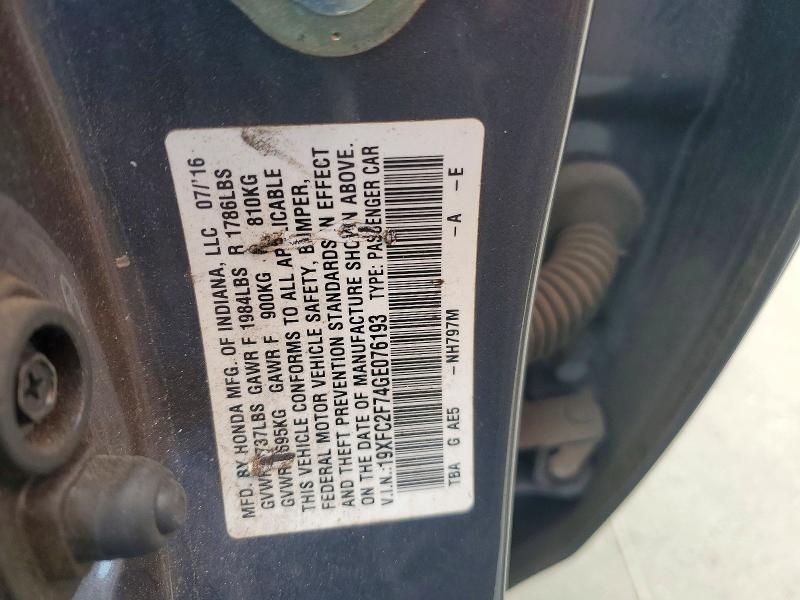 MFD. BY HONDA MFG. OF INDIANA, LLC 07/'16
GVWR 3737LBS GAWR F 1984LBS R 1786LBS
GVWR 1695KG GAWR F 900KG 810KG
THIS VEHICLE CONFORMS TO ALL APPLICABLE
FEDERAL MOTOR VEHICLE SAFETY, BUMPER,
AND THEFT PREVENTION STANDARDS IN EFFECT
ON THE DATE OF MANUFACTURE SHOWN ABOVE.
V.I.N.:19XFC2F74GE076193 TYPE: PASSENGER CAR
TBA G AE5 -NH797M -A -E